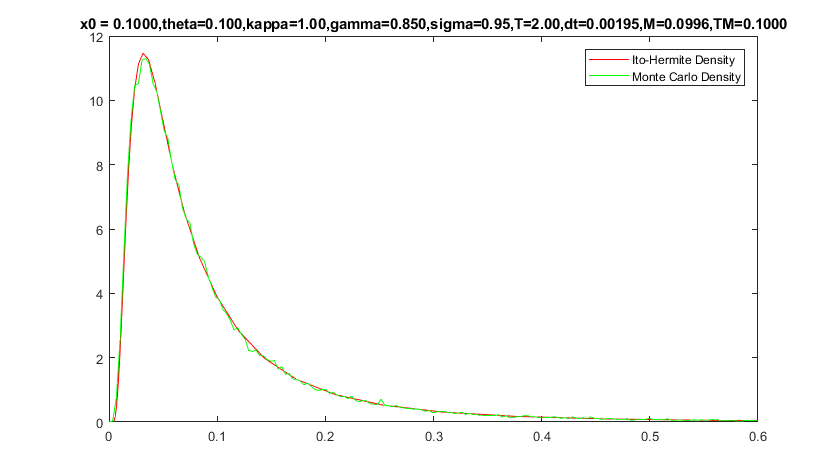 x0 = 0.1000,theta=0.100,kappa=1.00,gamma=0.850,sigma=0.95,T=2.00,dt=0.00195,M=0.0996,TM=0.1000
12
10
8
6
4
2
0
Ito-Hermite Density
Monte Carlo Density
0 0.1 0.2 0.3 0.4 0.5 0.6